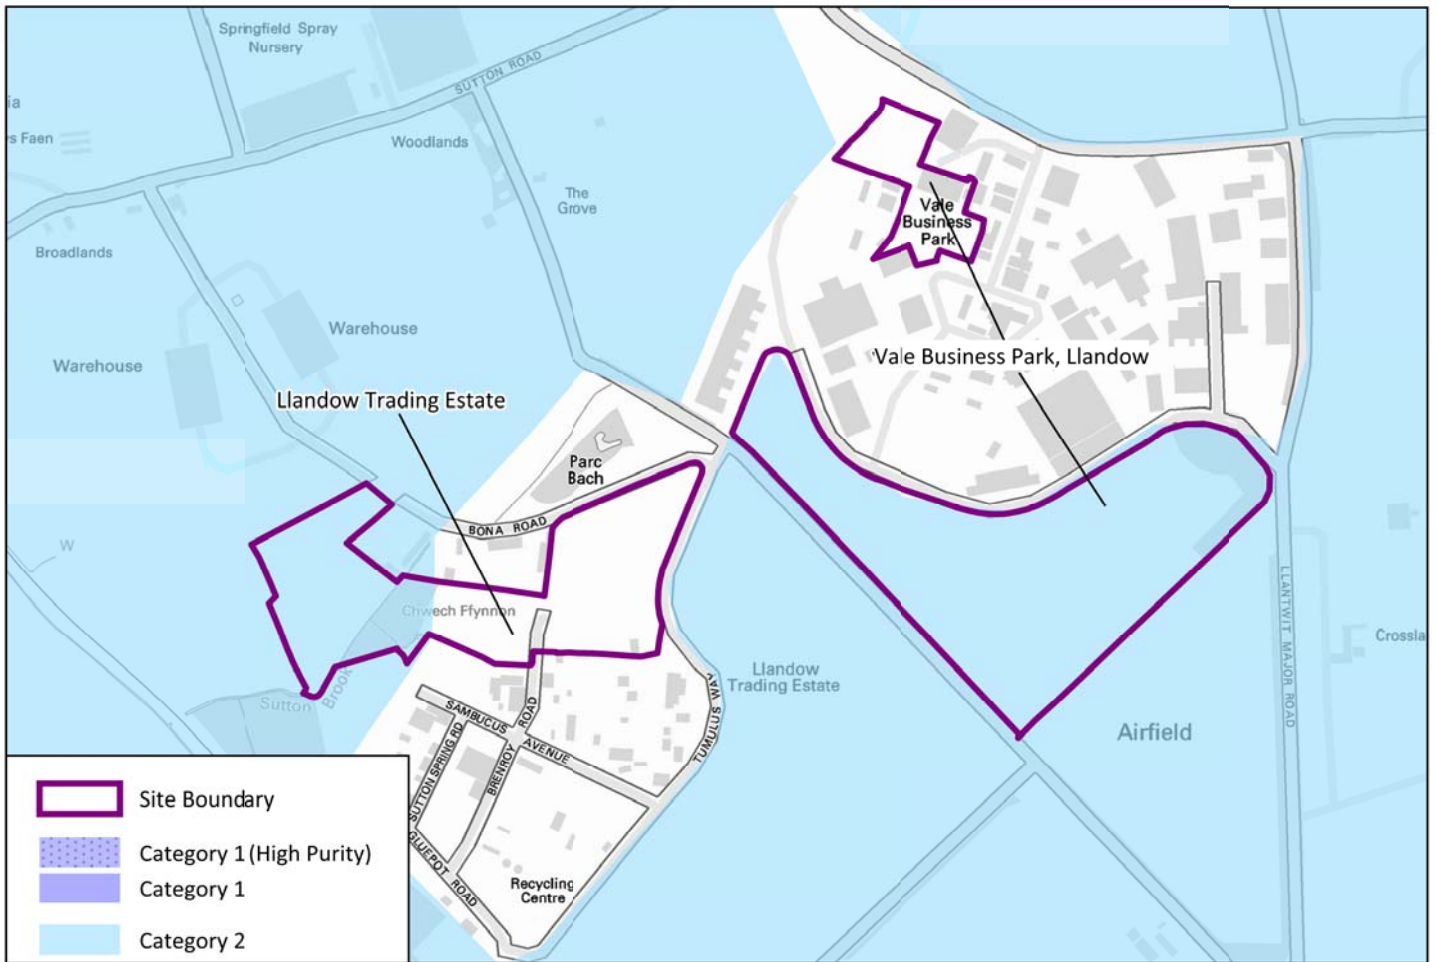 Springfield Spray
Nursery
SUTTON ROAD
ia
s Faen
Woodlands
The
Grove
Broadlands
Vale
Business
Park
Warehouse
Warehouse
Vale Business Park, Llandow
Llandow Trading Estate
Parc
Bach
BONA ROAD
W
Chwech Ffynnon
LLANTWIT MAJOR ROAD
Crossla
Llandow
Trading Estate
Sutton
Brook
TUMULUS WAY
SAMBUCUS
AVENUE
BRENROY
ROAD
SUTTON SPRING RD
Airfield
GLUEPOT ROAD
Recycling
Centre
Site Boundary
Category 1 (High Purity)
Category 1
Category 2